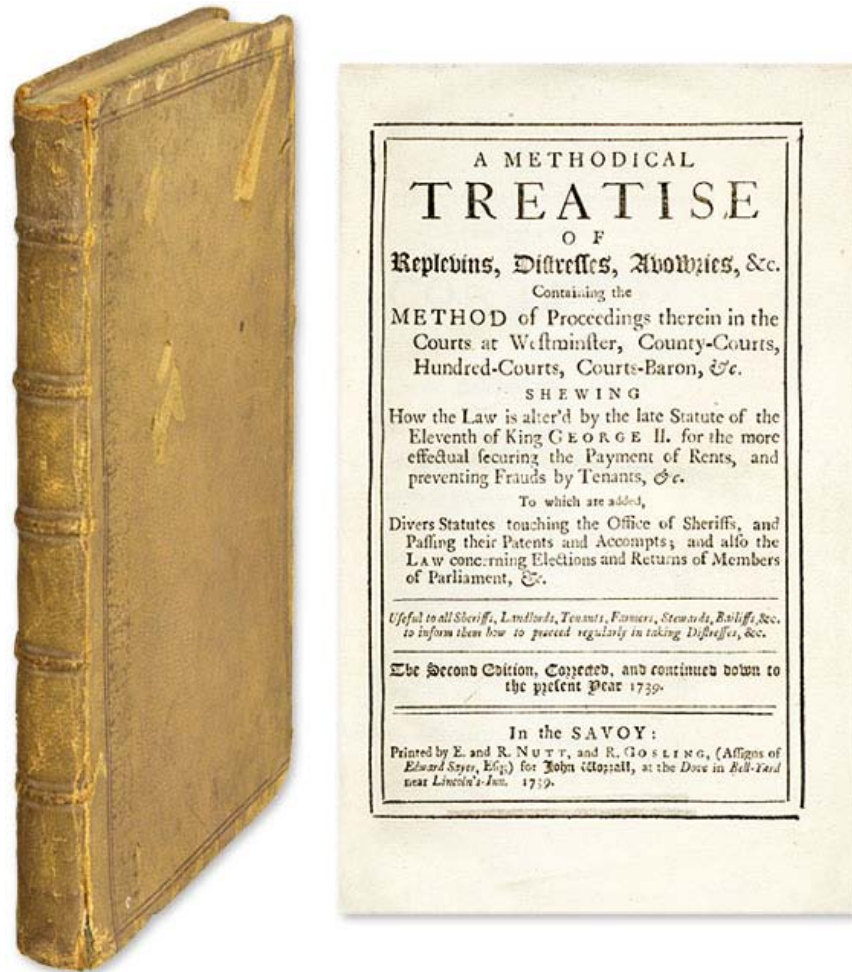 A METHODICAL
TREATISE
OF
Replevins, Distresses, Avowries, &c.
Containing the
METHOD of Proceedings therein in the
Courts at Westminster, County-Courts,
Hundred-Courts, Courts-Baron, &c.
SHEWING
How the Law is alter'd by the late Statute of the
Eleventh of King GEORGE II. for the more
effectual securing the Payment of Rents, and
preventing Frauds by Tenants, &c.
To which are added,
Divers Statutes touching the Office of Sheriffs, and
Passing their Patents and Accompts; and also the
LAW concerning Elections and Returns of Members
of Parliament, &c.
Useful to all Sheriffs, Landlords, Tenants, Farmers, Stewards, Bailiffs, &c.
to inform them how to proceed regularly in taking Distresses, &c.
The Second Edition, Corrected, and continued down to
the present Year 1739.
In the SAVOY:
Printed by E. and R. NUTT, and R. GOSLING, (Assigns of
Edward Sayer, Esq;) for John Worrall, at the Dove in Bell-Yard
near Lincoln's-Inn. 1739.